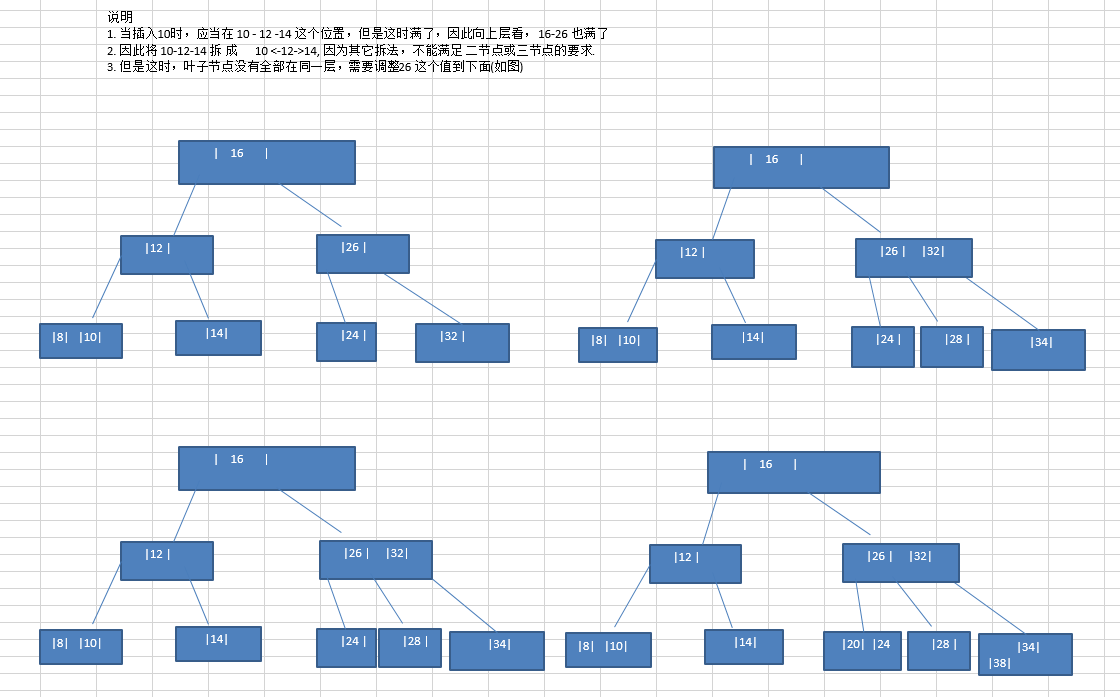 说明
1. 当插入10时，应当在 10 - 12 -14 这个位置，但是这时满了，因此向上层看，16-26 也满了
2. 因此将 10-12-14 拆 成 10 <-12->14, 因为其它拆法，不能满足 二节点或三节点的要求.
3. 但是这时，叶子节点没有全部在同一层，需要调整26 这个值到下面(如图)
| 16 |
|12 |
|26 |
|8| |10|
|14|
|24 |
|32 |
| 16 |
|12 |
|26 | |32|
|8| |10|
|14|
|24 |
|28 |
|34|
| 16 |
|12 |
|26 | |32|
|8| |10|
|14|
|24 |
|28 |
|34|
| 16 |
|12 |
|26 | |32|
|8| |10|
|14|
|20| |24
|28 |
|34|
|38|